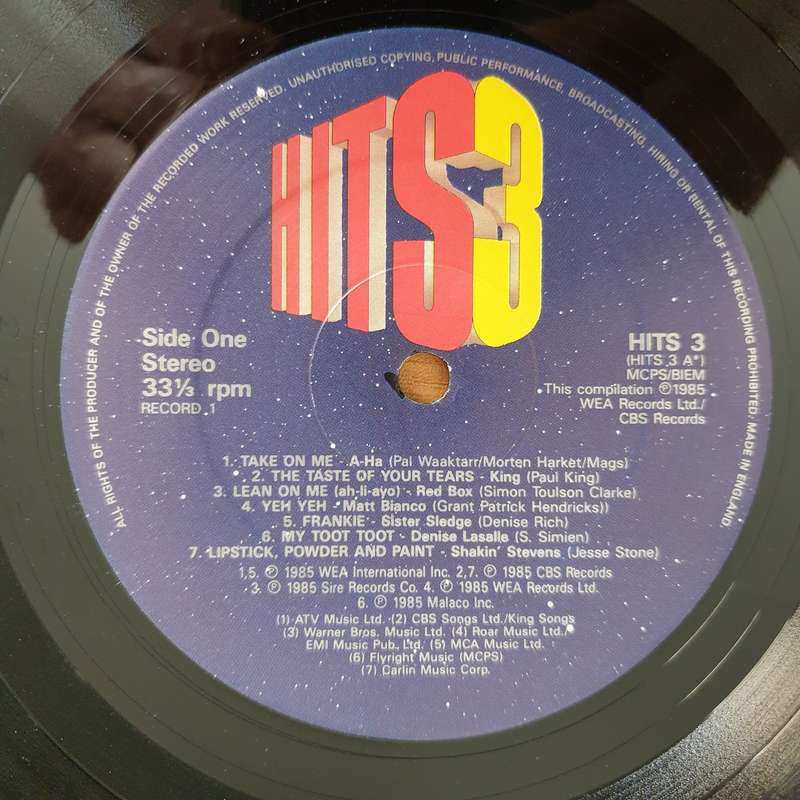 ALL RIGHTS OF THE PRODUCER AND OF THE OWNER OF THE RECORDED WORK RESERVED. UNAUTHORISED COPYING, PUBLIC PERFORMANCE, BROADCASTING, HIRING OR RENTAL OF THIS RECORDING PROHIBITED. MADE IN ENGLAND
HITS3
Side One
Stereo
33⅓ rpm
RECORD 1
HITS 3
(HITS 3 A*)
MCPS/BIEM
This compilation ℗1985
WEA Records Ltd./
CBS Records
1. TAKE ON ME - A-Ha (Pal Waaktarr/Morten Harket/Mags)
2. THE TASTE OF YOUR TEARS - King (Paul King)
3. LEAN ON ME (ah-li-ayo) - Red Box (Simon Toulson Clarke)
4. YEH YEH - Matt Bianco (Grant Patrick Hendricks))
5. FRANKIE - Sister Sledge (Denise Rich)
6. MY TOOT TOOT - Denise Lasalle (S. Simien)
7. LIPSTICK, POWDER AND PAINT - Shakin' Stevens (Jesse Stone)
1,5. ℗ 1985 WEA International Inc. 2,7. ℗ 1985 CBS Records
3. ℗ 1985 Sire Records Co. 4. ℗ 1985 WEA Records Ltd.
6. ℗ 1985 Malaco Inc.
(1) ATV Music Ltd. (2) CBS Songs Ltd./King Songs
(3) Warner Bros. Music Ltd. (4) Roar Music Ltd./
EMI Music Pub. Ltd. (5) MCA Music Ltd.
(6) Flyright Music (MCPS)
(7) Carlin Music Corp.